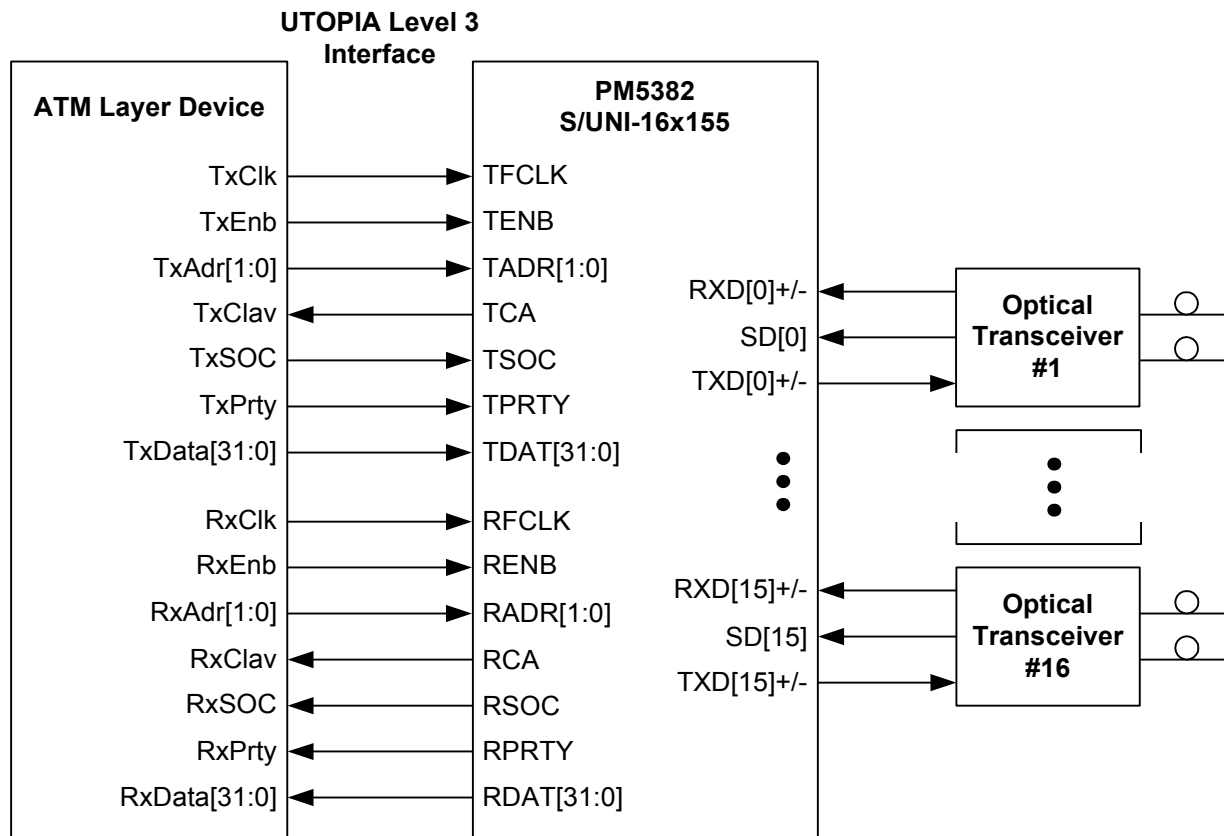 UTOPIA Level 3
Interface
ATM Layer Device
PM5382
S/UNI-16x155
TxClk
TFCLK
TxEnb
TENB
TxAdr[1:0]
TADR[1:0]
TxClav
TCA
TxSOC
TSOC
TxPrty
TPRTY
TxData[31:0]
TDAT[31:0]
RxClk
RFCLK
RxEnb
RENB
RxAdr[1:0]
RADR[1:0]
RxClav
RCA
RxSOC
RSOC
RxPrty
RPRTY
RxData[31:0]
RDAT[31:0]
RXD[0]+/-
SD[0]
TXD[0]+/-
Optical
Transceiver
#1
RXD[15]+/-
SD[15]
TXD[15]+/-
Optical
Transceiver
#16